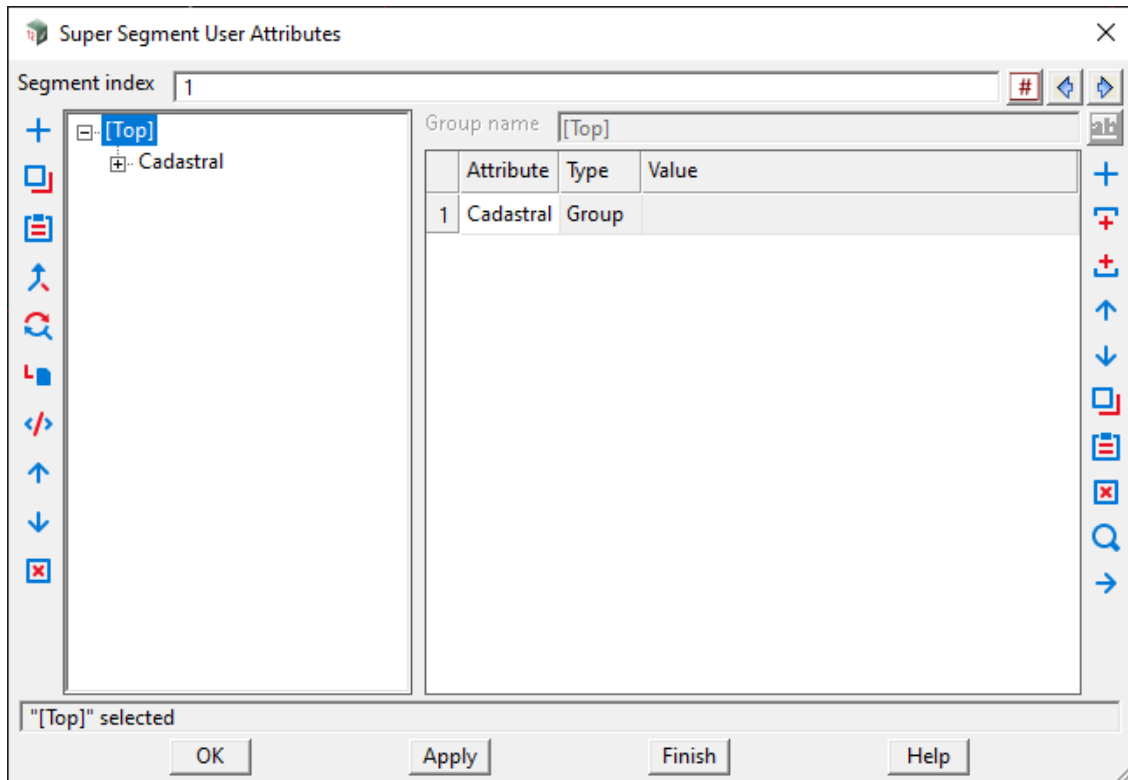 Super Segment User Attributes
Segment index 1 #
[Top]
Cadastral
Group name [Top] ab
Attribute Type Value
1 Cadastral Group
"[Top]" selected
OK Apply Finish Help